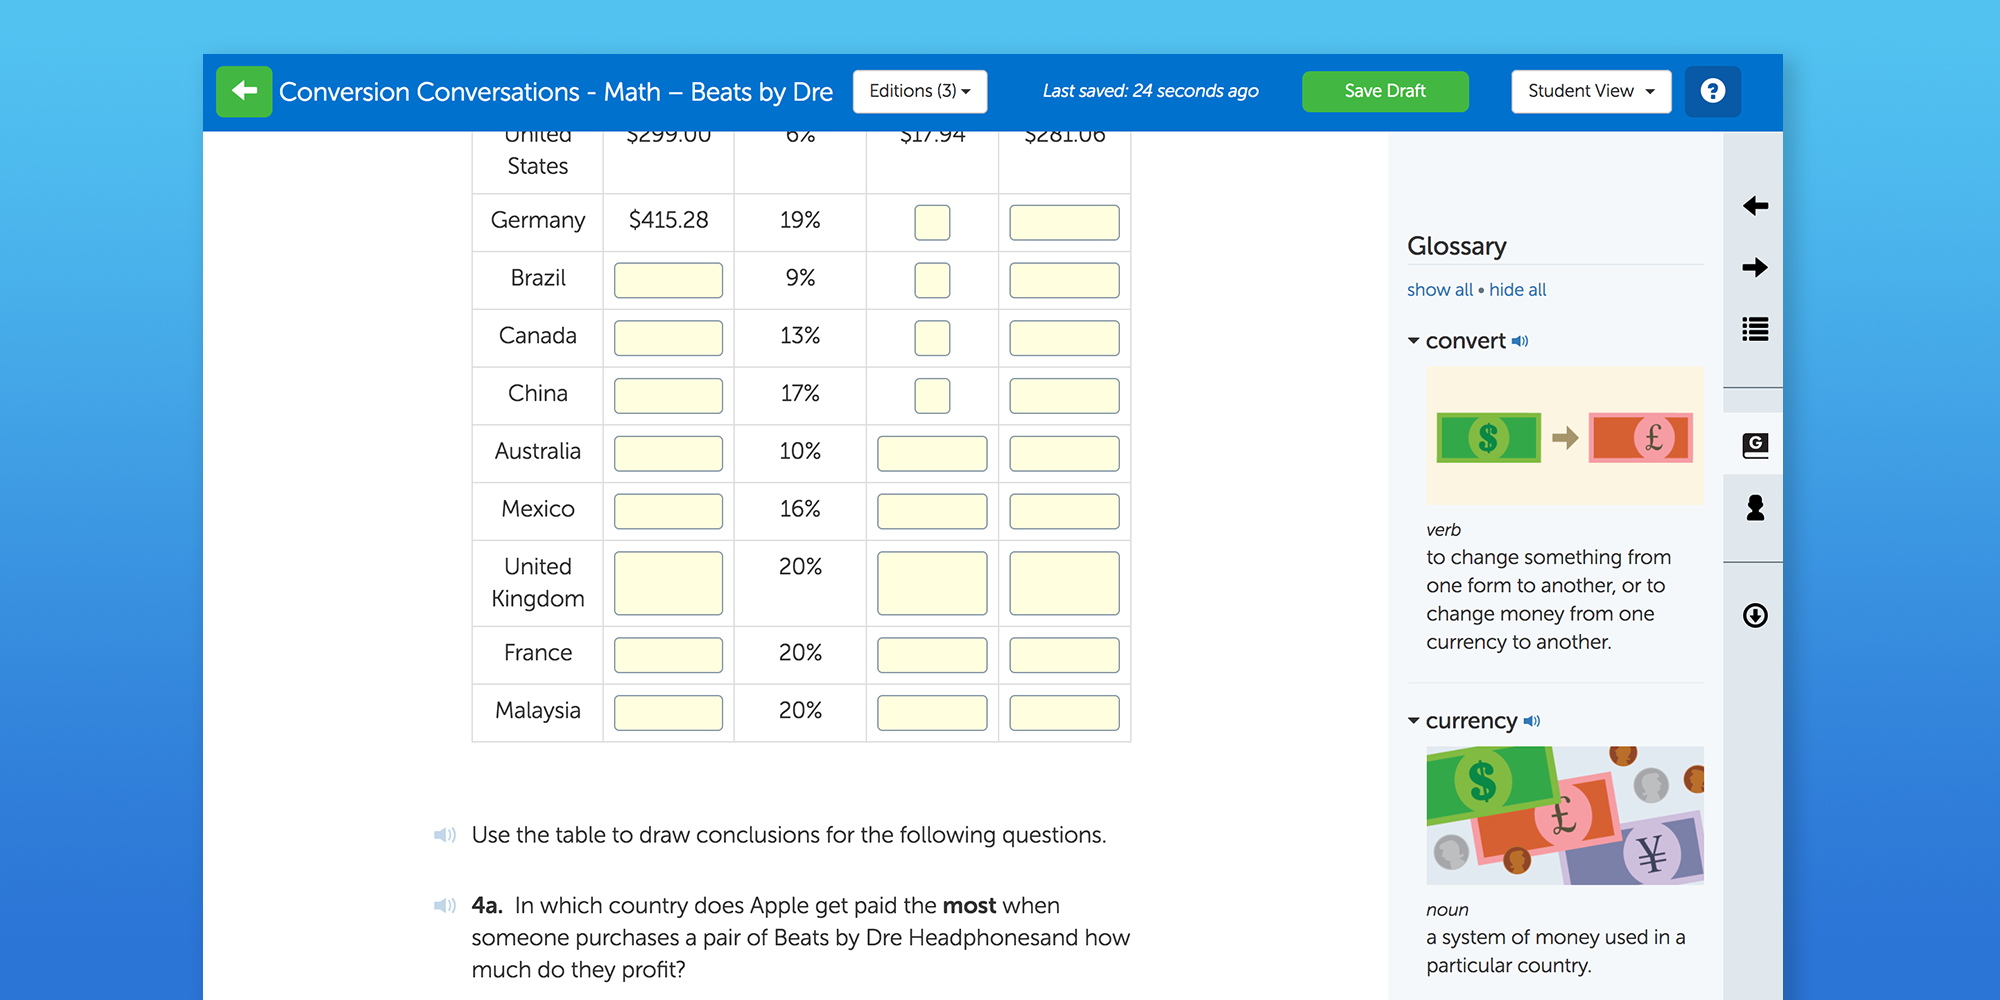 Conversion Conversations - Math – Beats by Dre
Editions (3)
Last saved: 24 seconds ago
Save Draft
Student View
?
United $299.00 6% $17.94 $281.06
States
Germany $415.28 19%
Brazil 9%
Canada 13%
China 17%
Australia 10%
Mexico 16%
United 20%
Kingdom
France 20%
Malaysia 20%
Use the table to draw conclusions for the following questions.
4a. In which country does Apple get paid the most when
someone purchases a pair of Beats by Dre Headphonesand how
much do they profit?
Glossary
show all • hide all
convert
$ £
verb
to change something from
one form to another, or to
change money from one
currency to another.
currency
$ £ ¥
noun
a system of money used in a
particular country.
G